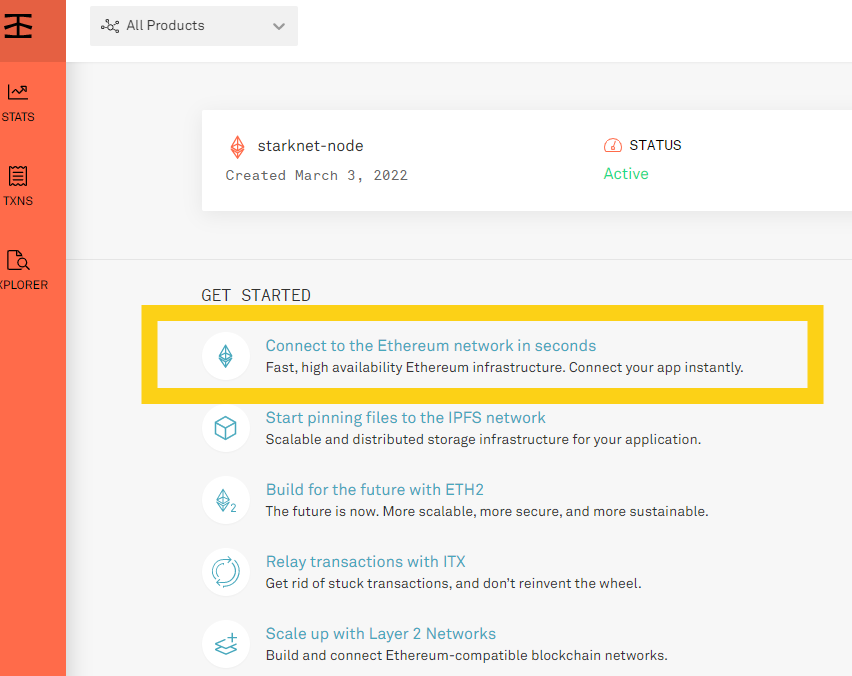 All Products
STATS
TXNS
XPLORER
starknet-node
Created March 3, 2022
STATUS
Active
GET STARTED
Connect to the Ethereum network in seconds
Fast, high availability Ethereum infrastructure. Connect your app instantly.
Start pinning files to the IPFS network
Scalable and distributed storage infrastructure for your application.
2
Build for the future with ETH2
The future is now. More scalable, more secure, and more sustainable.
Relay transactions with ITX
Get rid of stuck transactions, and don’t reinvent the wheel.
Scale up with Layer 2 Networks
Build and connect Ethereum-compatible blockchain networks.